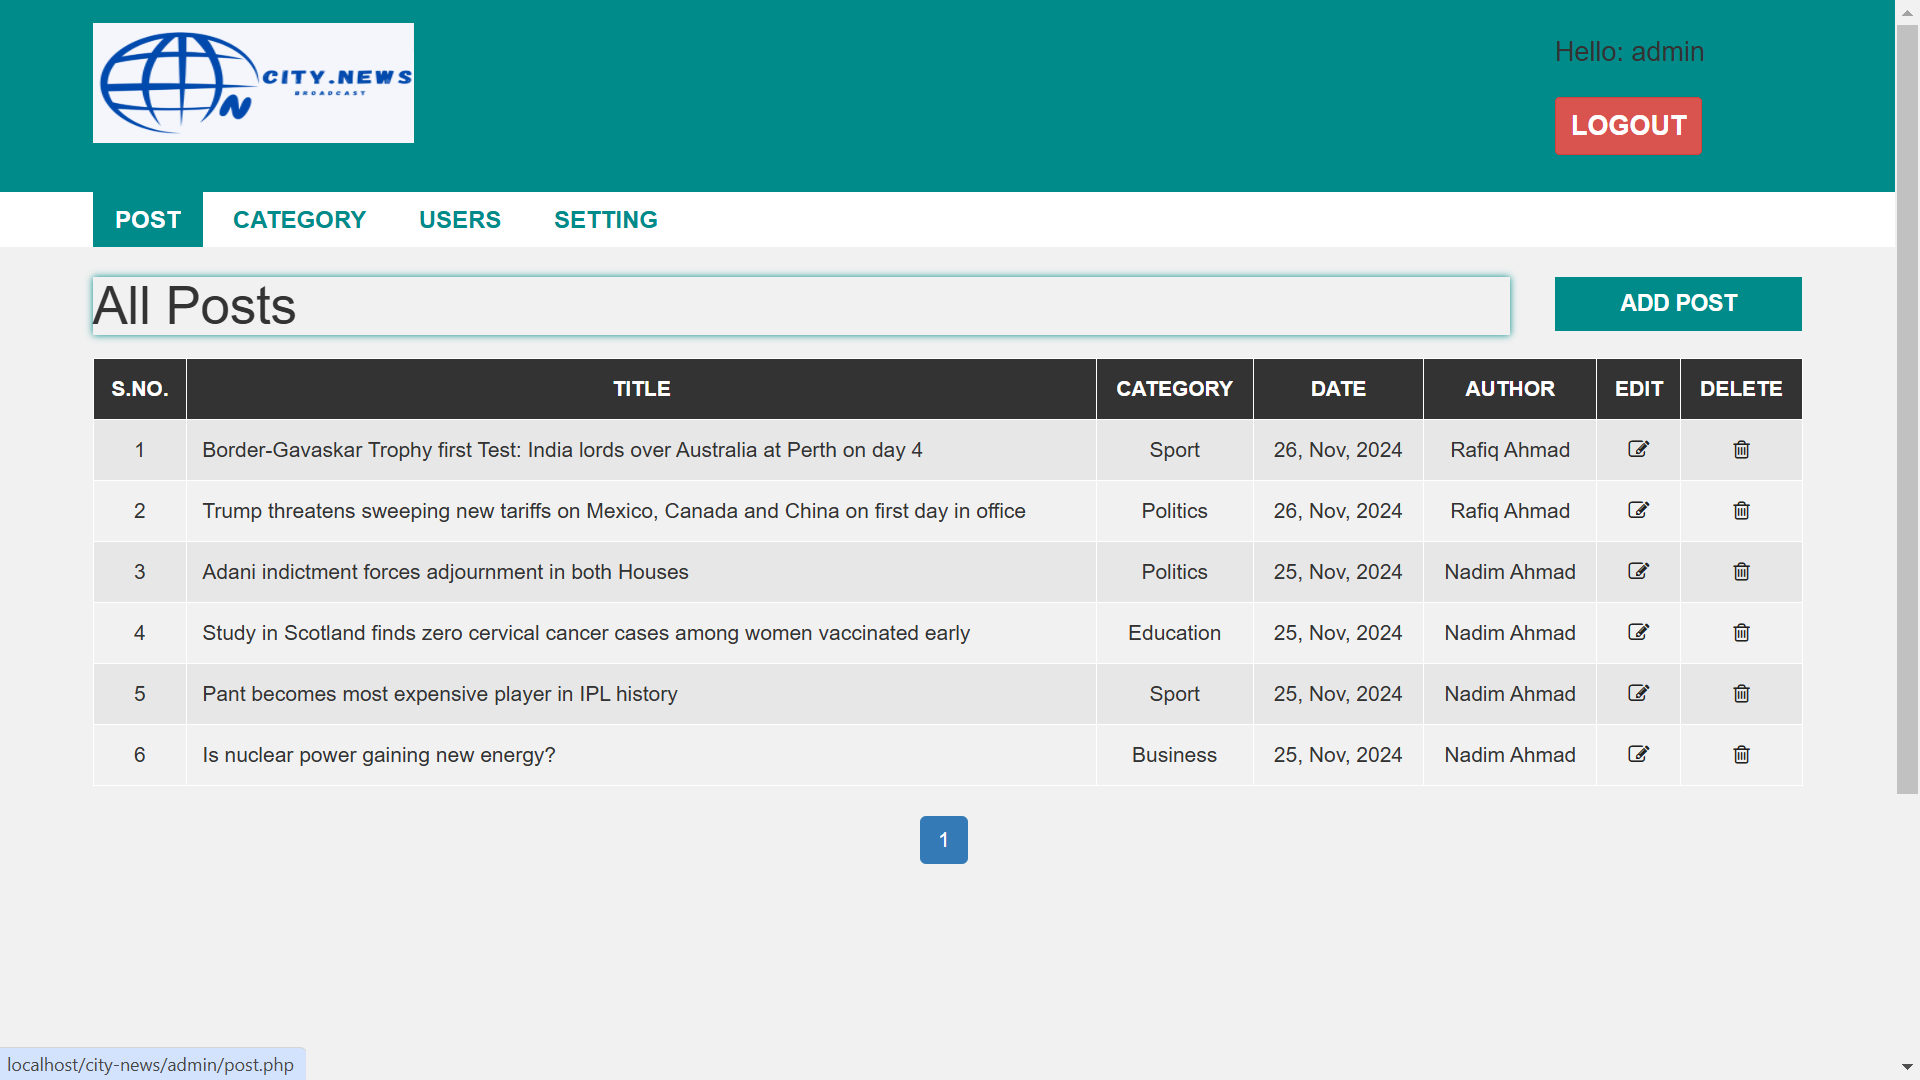 CITY.NEWS
BROADCAST
N
Hello: admin
LOGOUT
POST CATEGORY USERS SETTING
All Posts
ADD POST
S.NO. TITLE CATEGORY DATE AUTHOR EDIT DELETE
1 Border-Gavaskar Trophy first Test: India lords over Australia at Perth on day 4 Sport 26, Nov, 2024 Rafiq Ahmad
2 Trump threatens sweeping new tariffs on Mexico, Canada and China on first day in office Politics 26, Nov, 2024 Rafiq Ahmad
3 Adani indictment forces adjournment in both Houses Politics 25, Nov, 2024 Nadim Ahmad
4 Study in Scotland finds zero cervical cancer cases among women vaccinated early Education 25, Nov, 2024 Nadim Ahmad
5 Pant becomes most expensive player in IPL history Sport 25, Nov, 2024 Nadim Ahmad
6 Is nuclear power gaining new energy? Business 25, Nov, 2024 Nadim Ahmad
1
localhost/city-news/admin/post.php